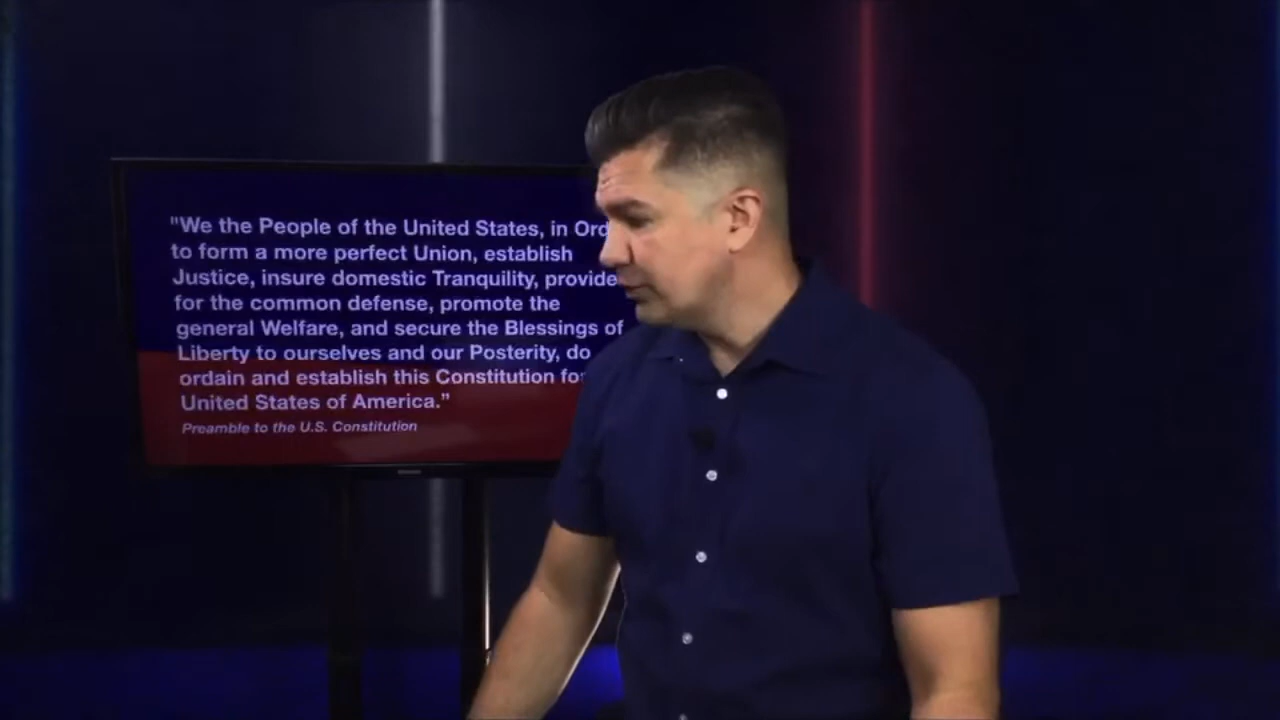 "We the People of the United States, in Ord
to form a more perfect Union, establish
Justice, insure domestic Tranquility, provide
for the common defense, promote the
general Welfare, and secure the Blessings of
Liberty to ourselves and our Posterity, do
ordain and establish this Constitution for
United States of America.”
Preamble to the U.S. Constitution